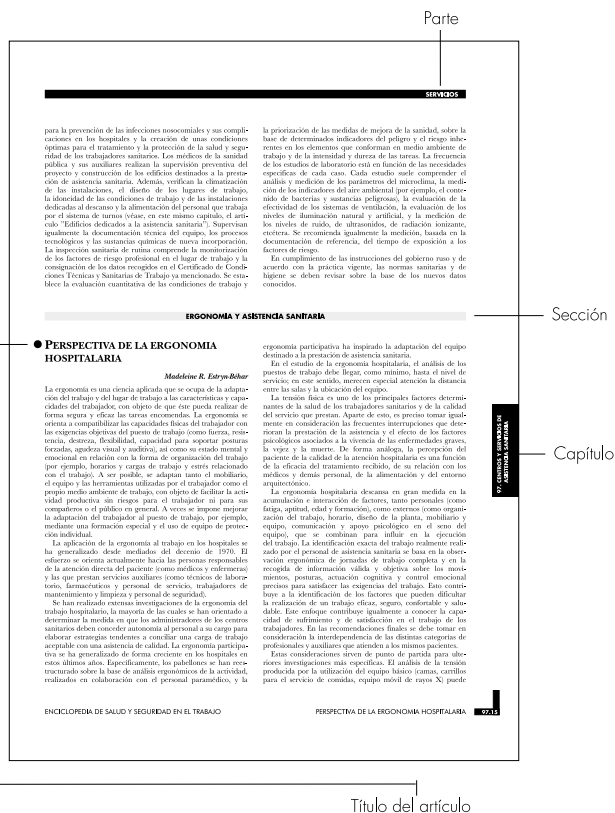 Parte
SERVICIOS
para la prevención de las infecciones nosocomiales y sus compli-
caciones en los hospitales y la creación de unas condiciones
óptimas para el tratamiento y la protección de la salud y segu-
ridad de los trabajadores sanitarios. Los médicos de la sanidad
pública y sus auxiliares realizan la supervisión preventiva del
proyecto y construcción de los edificios destinados a la presta-
ción de asistencia sanitaria. Además, verifican la climatización
de las instalaciones, el diseño de los lugares de trabajo,
la idoneidad de las condiciones de trabajo y de las instalaciones
dedicadas al descanso y la alimentación del personal que trabaja
por el sistema de turnos (véase, en este mismo capítulo, el artí-
culo "Edificios dedicados a la asistencia sanitaria"). Supervisan
igualmente la documentación técnica del equipo, los procesos
tecnológicos y las sustancias químicas de nueva incorporación.
La inspección sanitaria de rutina comprende la monitorización
de los factores de riesgo profesional en el lugar de trabajo y la
consignación de los datos recogidos en el Certificado de Condi-
ciones Técnicas y Sanitarias de Trabajo ya mencionado. Se esta-
blece la evaluación cuantitativa de las condiciones de trabajo y
la priorización de las medidas de mejora de la sanidad, sobre la
base de determinados indicadores del peligro y el riesgo inhe-
rentes en los elementos que conforman en medio ambiente de
trabajo y de la intensidad y dureza de las tareas. La frecuencia
de los estudios de laboratorio está en función de las necesidades
específicas de cada caso. Cada estudio suele comprender el
análisis y medición de los parámetros del microclima, la medi-
ción de los indicadores del aire ambiental (por ejemplo, el conte-
nido de bacterias y sustancias peligrosas), la evaluación de la
efectividad de los sistemas de ventilación, la evaluación de los
niveles de iluminación natural y artificial, y la medición de
los niveles de ruido, de ultrasonidos, de radiación ionizante,
etcétera. Se recomienda igualmente la medición, basada en la
documentación de referencia, del tiempo de exposición a los
factores de riesgo.
En cumplimiento de las instrucciones del gobierno ruso y de
acuerdo con la práctica vigente, las normas sanitarias y de
higiene se deben revisar sobre la base de los nuevos datos
conocidos.
ERGONOMIA Y ASISTENCIA SANITARIA
Sección
● PERSPECTIVA DE LA ERGONOMIA
HOSPITALARIA
Madeleine R. Estryn-Béhar
La ergonomía es una ciencia aplicada que se ocupa de la adapta-
ción del trabajo y del lugar de trabajo a las características y capa-
cidades del trabajador, con objeto de que éste pueda realizar de
forma segura y eficaz las tareas encomendas. La ergonomía se
orienta a compatibilizar las capacidades físicas del trabajador con
las exigencias objetivas del puesto de trabajo (como fuerza, resis-
tencia, destreza, flexibilidad, capacidad para soportar posturas
forzadas, agudeza visual y auditiva), así como su estado mental y
emocional en relación con la forma de organización del trabajo
(por ejemplo, horarios y cargas de trabajo y estrés relacionado
con el trabajo). A ser posible, se adaptan tanto el mobiliario,
el equipo y las herramientas utilizadas por el trabajador como el
propio medio ambiente de trabajo, con objeto de facilitar la acti-
vidad productiva sin riesgos para el trabajador ni para sus
compañeros o el público en general. A veces se impone mejorar
la adaptación del trabajador al puesto de trabajo, por ejemplo,
mediante una formación especial y el uso de equipo de protec-
ción individual.
La aplicación de la ergonomía al trabajo en los hospitales se
ha generalizado desde mediados del decenio de 1970. El
esfuerzo se orienta actualmente hacia las personas responsables
de la atención directa del paciente (como médicos y enfermeras)
y las que prestan servicios auxiliares (como técnicos de labora-
torio, farmacéuticos y personal de servicio, trabajadores de
mantenimiento y limpieza y personal de seguridad).
Se han realizado extensas investigaciones de la ergonomía del
trabajo hospitalario, la mayoría de las cuales se han orientado a
determinar la medida en que los administradores de los centros
sanitarios deben conceder autonomía al personal a su cargo para
elaborar estrategias tendentes a conciliar una carga de trabajo
aceptable con una asistencia de calidad. La ergonomía participa-
tiva se ha generalizado de forma creciente en los hospitales en
estos últimos años. Específicamente, los pabellones se han rees-
tructurado sobre la base de análisis ergonómicos de la actividad,
realizados en colaboración con el personal paramédico, y la
ergonomía participativa ha inspirado la adaptación del equipo
destinado a la prestación de asistencia sanitaria.
En el estudio de la ergonomía hospitalaria, el análisis de los
puestos de trabajo debe llegar, como mínimo, hasta el nivel de
servicio; en este sentido, merecen especial atención la distancia
entre las salas y la ubicación del equipo.
La tensión física es uno de los principales factores determi-
nantes de la salud de los trabajadores sanitarios y de la calidad
del servicio que prestan. Aparte de esto, es preciso tomar igual-
mente en consideración las frecuentes interrupciones que dete-
rioran la prestación de la asistencia y el efecto de los factores
psicológicos asociados a la vivencia de las enfermedades graves,
la vejez y la muerte. De forma análoga, la percepción del
paciente de la calidad de la atención hospitalaria es una función
de la eficacia del tratamiento recibido, de su relación con los
médicos y demás personal, de la alimentación y del entorno
arquitectónico.
La ergonomía hospitalaria descansa en gran medida en la
acumulación e interacción de factores, tanto personales (como
fatiga, aptitud, edad y formación), como externos (como organi-
zación del trabajo, horario, diseño de la planta, mobiliario y
equipo, comunicación y apoyo psicológico en el seno del
equipo), que se combinan para influir en la ejecución
del trabajo. La identificación exacta del trabajo realmente reali-
zado por el personal de asistencia sanitaria se basa en la obser-
vación ergonómica de jornadas de trabajo completa y en la
recogida de información válida y objetiva sobre los movi-
mientos, posturas, actuación cognitiva y control emocional
precisos para satisfacer las exigencias del trabajo. Esto contri-
buye a la identificación de los factores que pueden dificultar
la realización de un trabajo eficaz, seguro, confortable y salu-
dable. Este enfoque contribuye igualmente a conocer la capa-
cidad de sufrimiento y de satisfacción en el trabajo de los
trabajadores. En las recomendaciones finales se debe tomar en
consideración la interdependencia de las distintas categorías de
profesionales y auxiliares que atienden a los mismos pacientes.
Estas consideraciones sirven de punto de partida para ulte-
riores investigaciones más específicas. El análisis de la tensión
producida por la utilización del equipo básico (camas, carrillos
para el servicio de comidas, equipo móvil de rayos X) puede
97. CENTROS Y SERVICIOS DE
ASISTENCIA SANITARIA
Capítulo
ENCICLOPEDIA DE SALUD Y SEGURIDAD EN EL TRABAJO
PERSPECTIVA DE LA ERGONOMIA HOSPITALARIA
97.15
Título del artículo